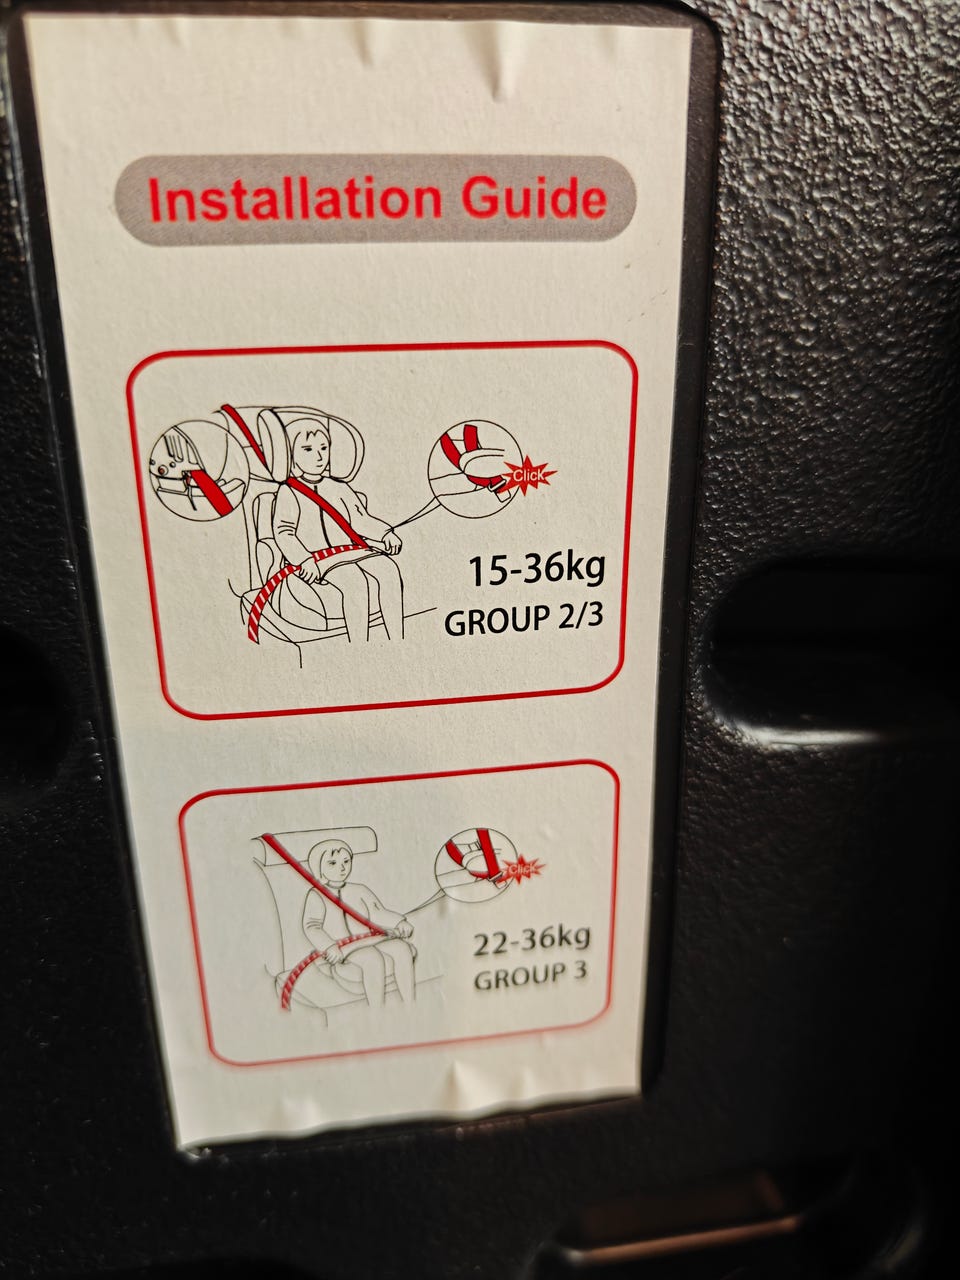 Installation Guide
Click
15-36kg
GROUP 2/3
Click
22-36kg
GROUP 3